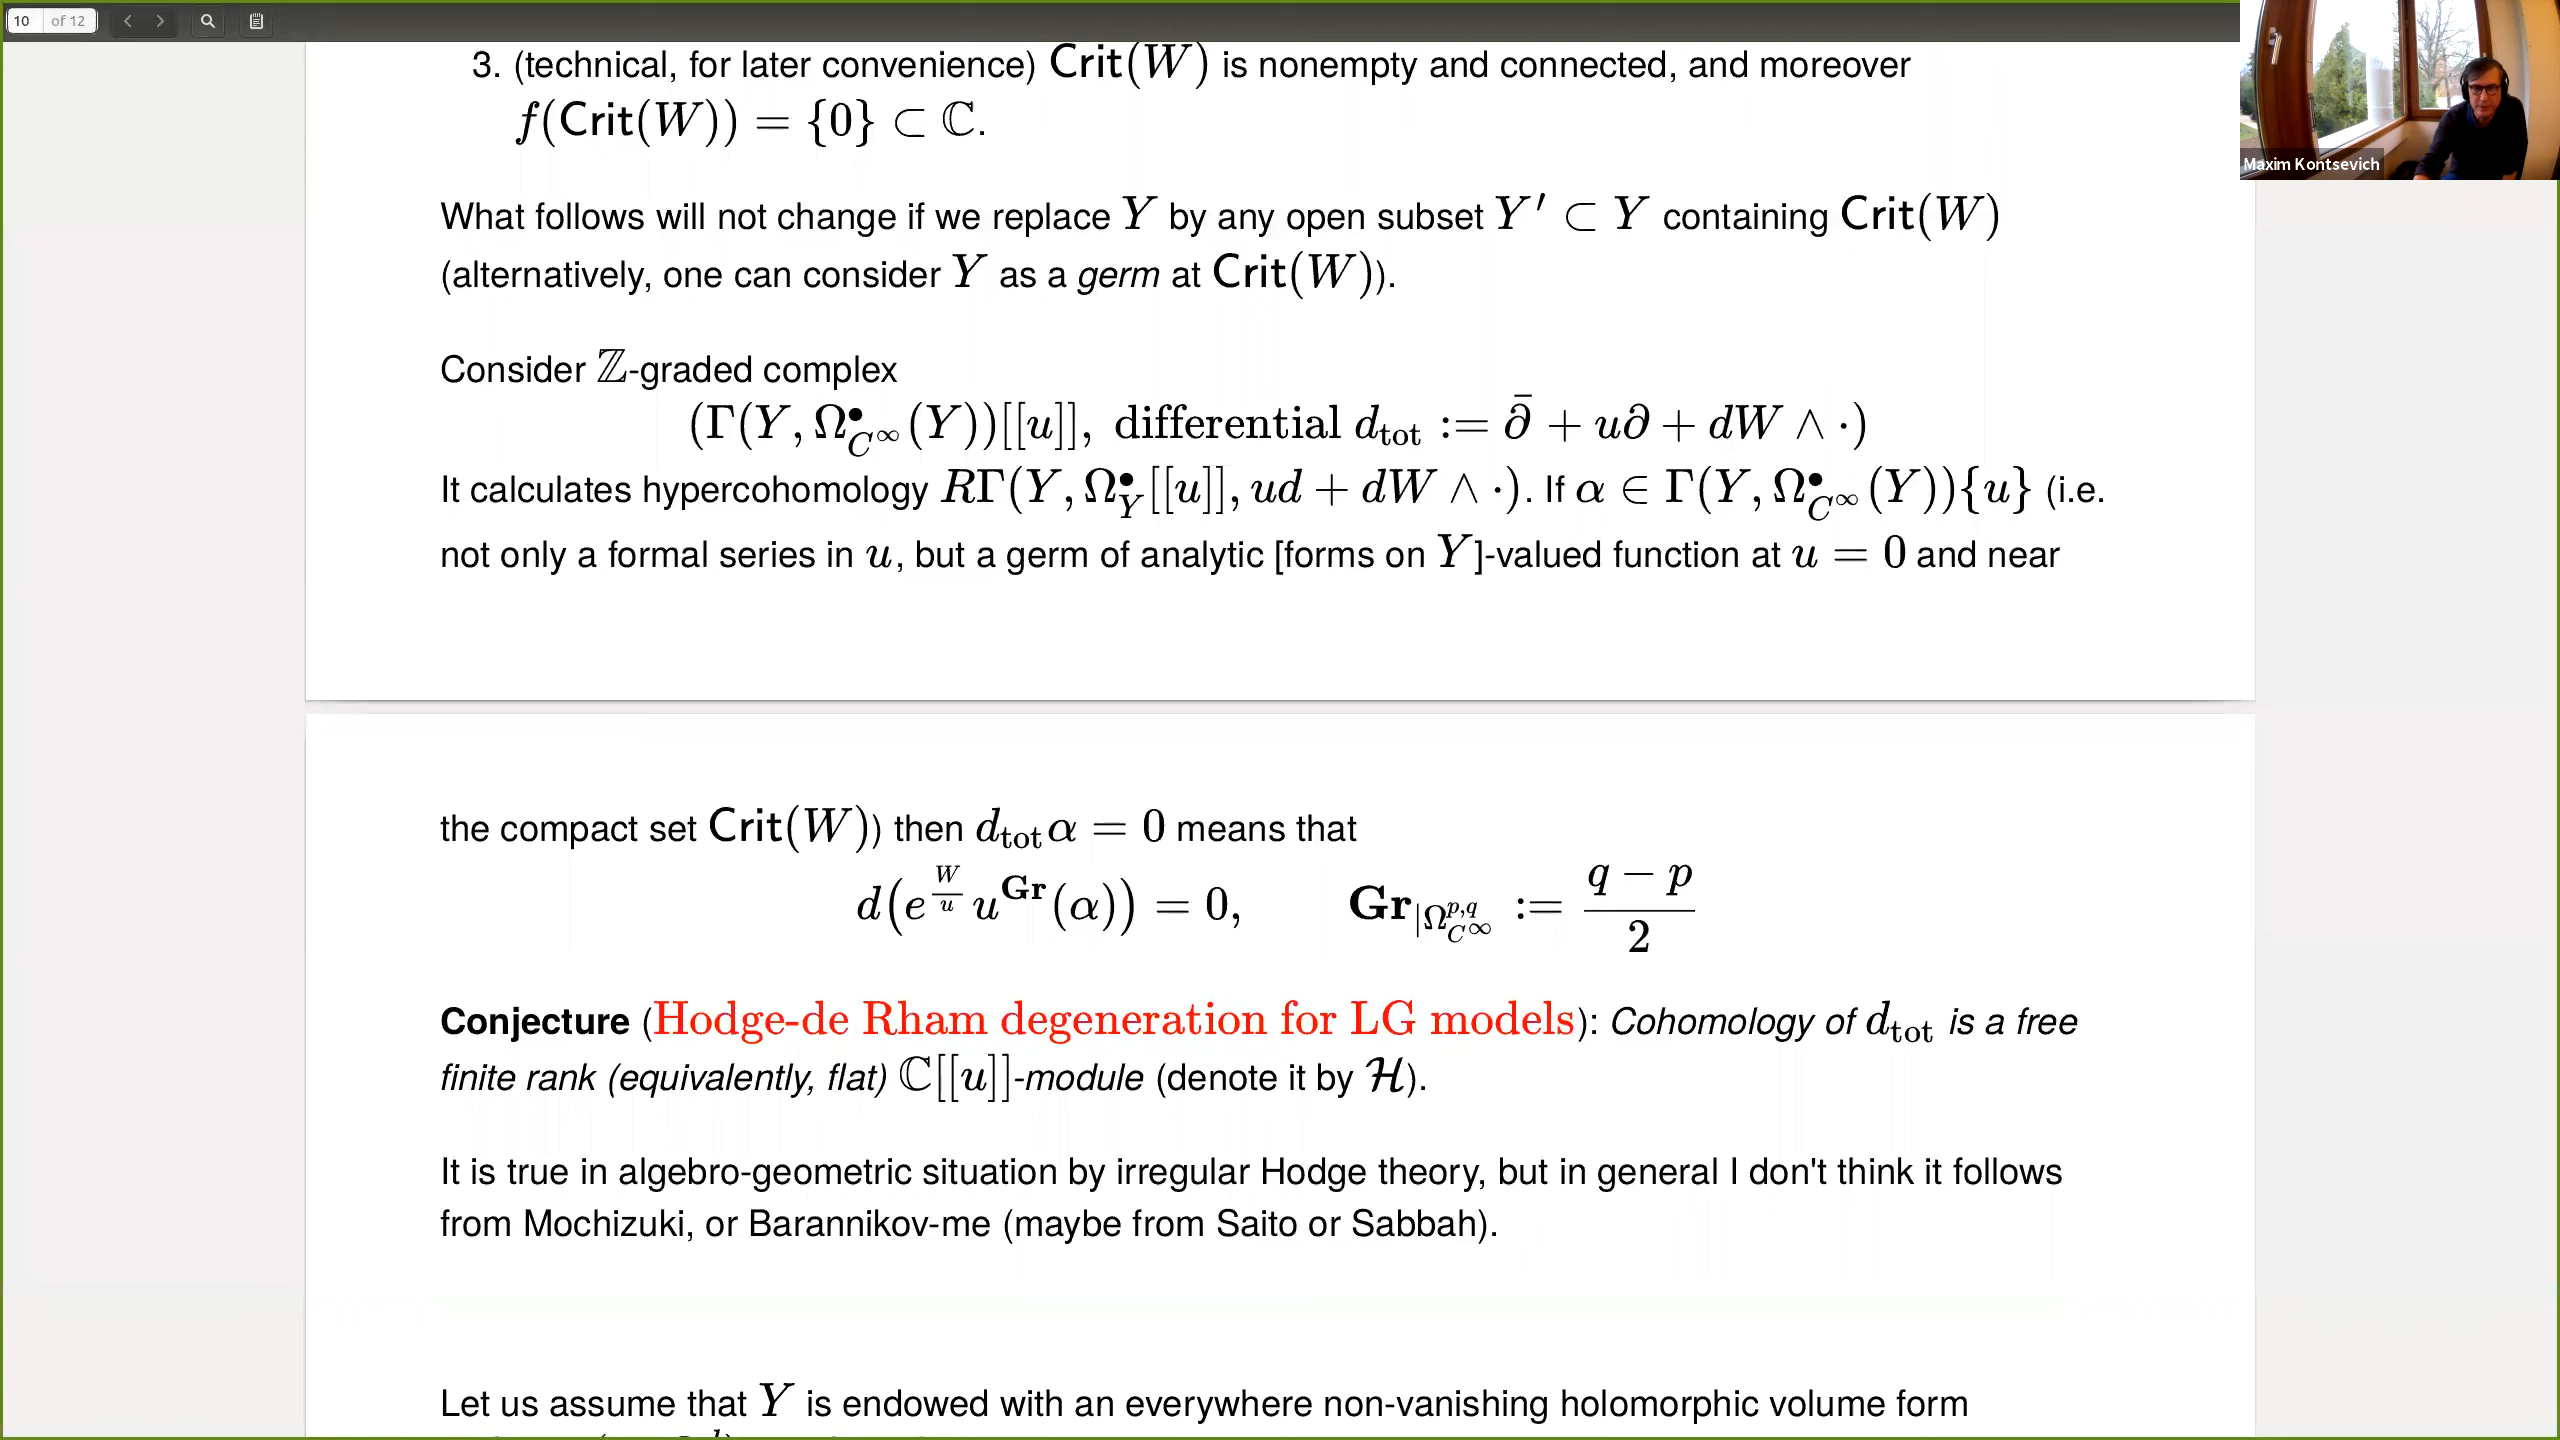 10 of 12
Maxim Kontsevich
3. (technical, for later convenience) Crit(W) is nonempty and connected, and moreover
f(Crit(W)) = {0} ⊂ ℂ.
What follows will not change if we replace Y by any open subset Y′ ⊂ Y containing Crit(W)
(alternatively, one can consider Y as a germ at Crit(W)).
Consider ℤ-graded complex
(Γ(Y, Ω^•_{C^∞}(Y))[[u]], differential d_tot := ∂̄ + u∂ + dW ∧ ·)
It calculates hypercohomology RΓ(Y, Ω^•_Y[[u]], ud + dW ∧ ·). If α ∈ Γ(Y, Ω^•_{C^∞}(Y)){u} (i.e.
not only a formal series in u, but a germ of analytic [forms on Y]-valued function at u = 0 and near
the compact set Crit(W)) then d_tot α = 0 means that
d(e^{W/u} u^{Gr}(α)) = 0, Gr_{|Ω^{p,q}_{C^∞}} := (q − p)/2
Conjecture (Hodge-de Rham degeneration for LG models): Cohomology of d_tot is a free
finite rank (equivalently, flat) ℂ[[u]]-module (denote it by ℋ).
It is true in algebro-geometric situation by irregular Hodge theory, but in general I don't think it follows
from Mochizuki, or Barannikov-me (maybe from Saito or Sabbah).
Let us assume that Y is endowed with an everywhere non-vanishing holomorphic volume form